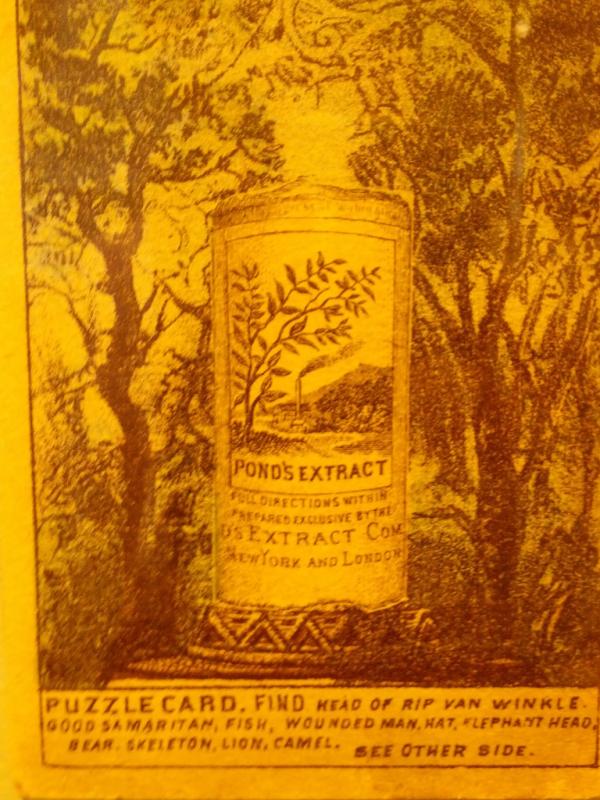 POND'S EXTRACT
FULL DIRECTIONS WITHIN
PREPARED EXCLUSIVE BY THE
D'S EXTRACT COM
NEW YORK AND LONDON
PUZZLE CARD. FIND HEAD OF RIP VAN WINKLE.
GOOD SAMARITAN, FISH, WOUNDED MAN, HAT, ELEPHANT HEAD,
BEAR. SKELETON, LION, CAMEL. SEE OTHER SIDE.